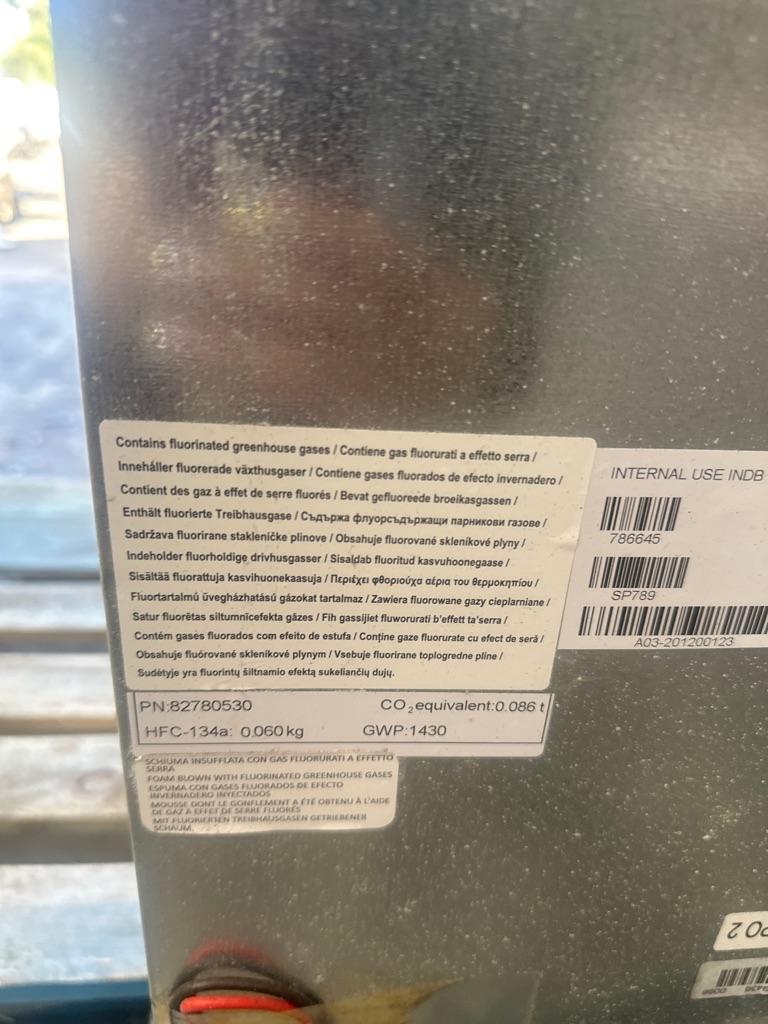 Contains fluorinated greenhouse gases / Contiene gas fluorurati a effetto serra /
Innehåller fluorerade växthusgaser / Contiene gases fluorados de efecto invernadero /
Contient des gaz à effet de serre fluorés / Bevat gefluoreede broeikasgassen /
Enthält fluorierte Treibhausgase / Съдържа флуорсъдържащи парникови газове /
Sadržava fluorirane stakleničke plinove / Obsahuje fluorované skleníkové plyny /
Indeholder fluorholdige drivhusgasser / Sisaldab fluoritud kasvuhoonegaase /
Sisältää fluorattuja kasvihuonekaasuja / Περιέχει φθοριούχα αέρια του θερμοκηπίου /
Fluortartalmú üvegházhatású gázokat tartalmaz / Zawiera fluorowane gazy cieplarniane /
Satur fluorētas siltumnīcefekta gāzes / Fih gassijiet fluworurati b'effett ta'serra /
Contém gases fluorados com efeito de estufa / Conține gaze fluorurate cu efect de seră /
Obsahuje fluórované skleníkové plynym / Vsebuje fluorirane toplogredne pline /
Sudėtyje yra fluorintų šiltnamio efektą sukeliančių dujų.
PN:82780530 CO₂equivalent:0.086 t
HFC-134a: 0,060kg GWP:1430
SCHIUMA INSUFFLATA CON GAS FLUORURATI A EFFETTO
SERRA
FOAM BLOWN WITH FLUORINATED GREENHOUSE GASES
ESPUMA CON GASES FLUORADOS DE EFECTO
INVERNADERO INYECTADOS
MOUSSE DONT LE GONFLEMENT A ÉTÉ OBTENU À L'AIDE
DE GAZ À EFFET DE SERRE FLUORÉS
MIT FLUORIERTEN TREIBHAUSGASEN GETRIEBENER
SCHAUM.
INTERNAL USE INDB
786645
SP789
A03-201200123